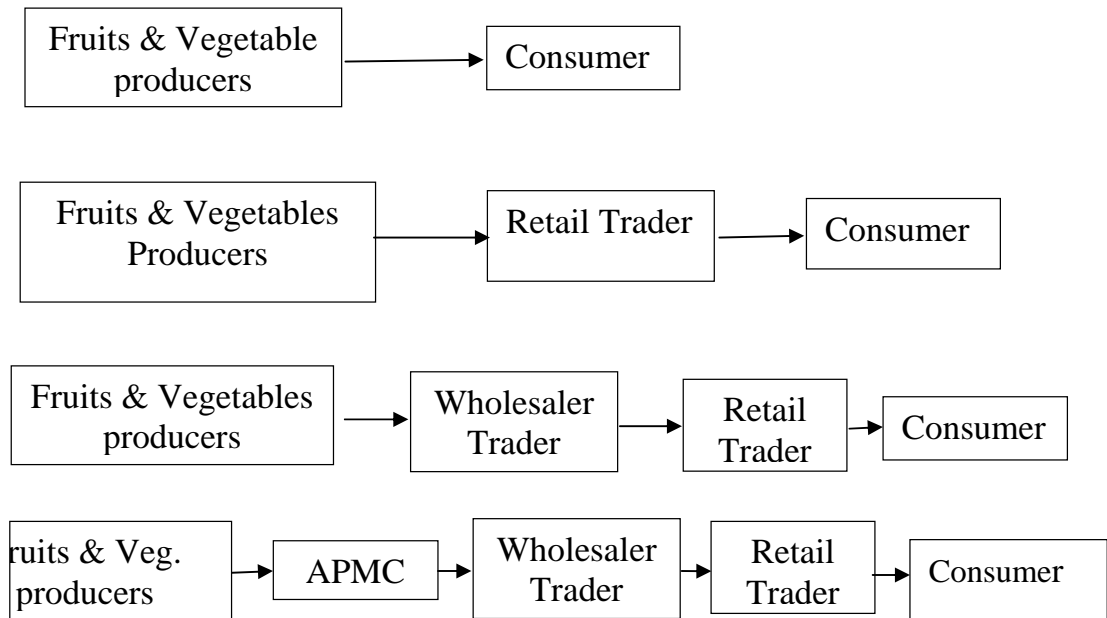 Fruits & Vegetable
producers
Consumer
Fruits & Vegetables
Producers
Retail Trader
Consumer
Fruits & Vegetables
producers
Wholesaler
Trader
Retail
Trader
Consumer
ruits & Veg.
producers
APMC
Wholesaler
Trader
Retail
Trader
Consumer